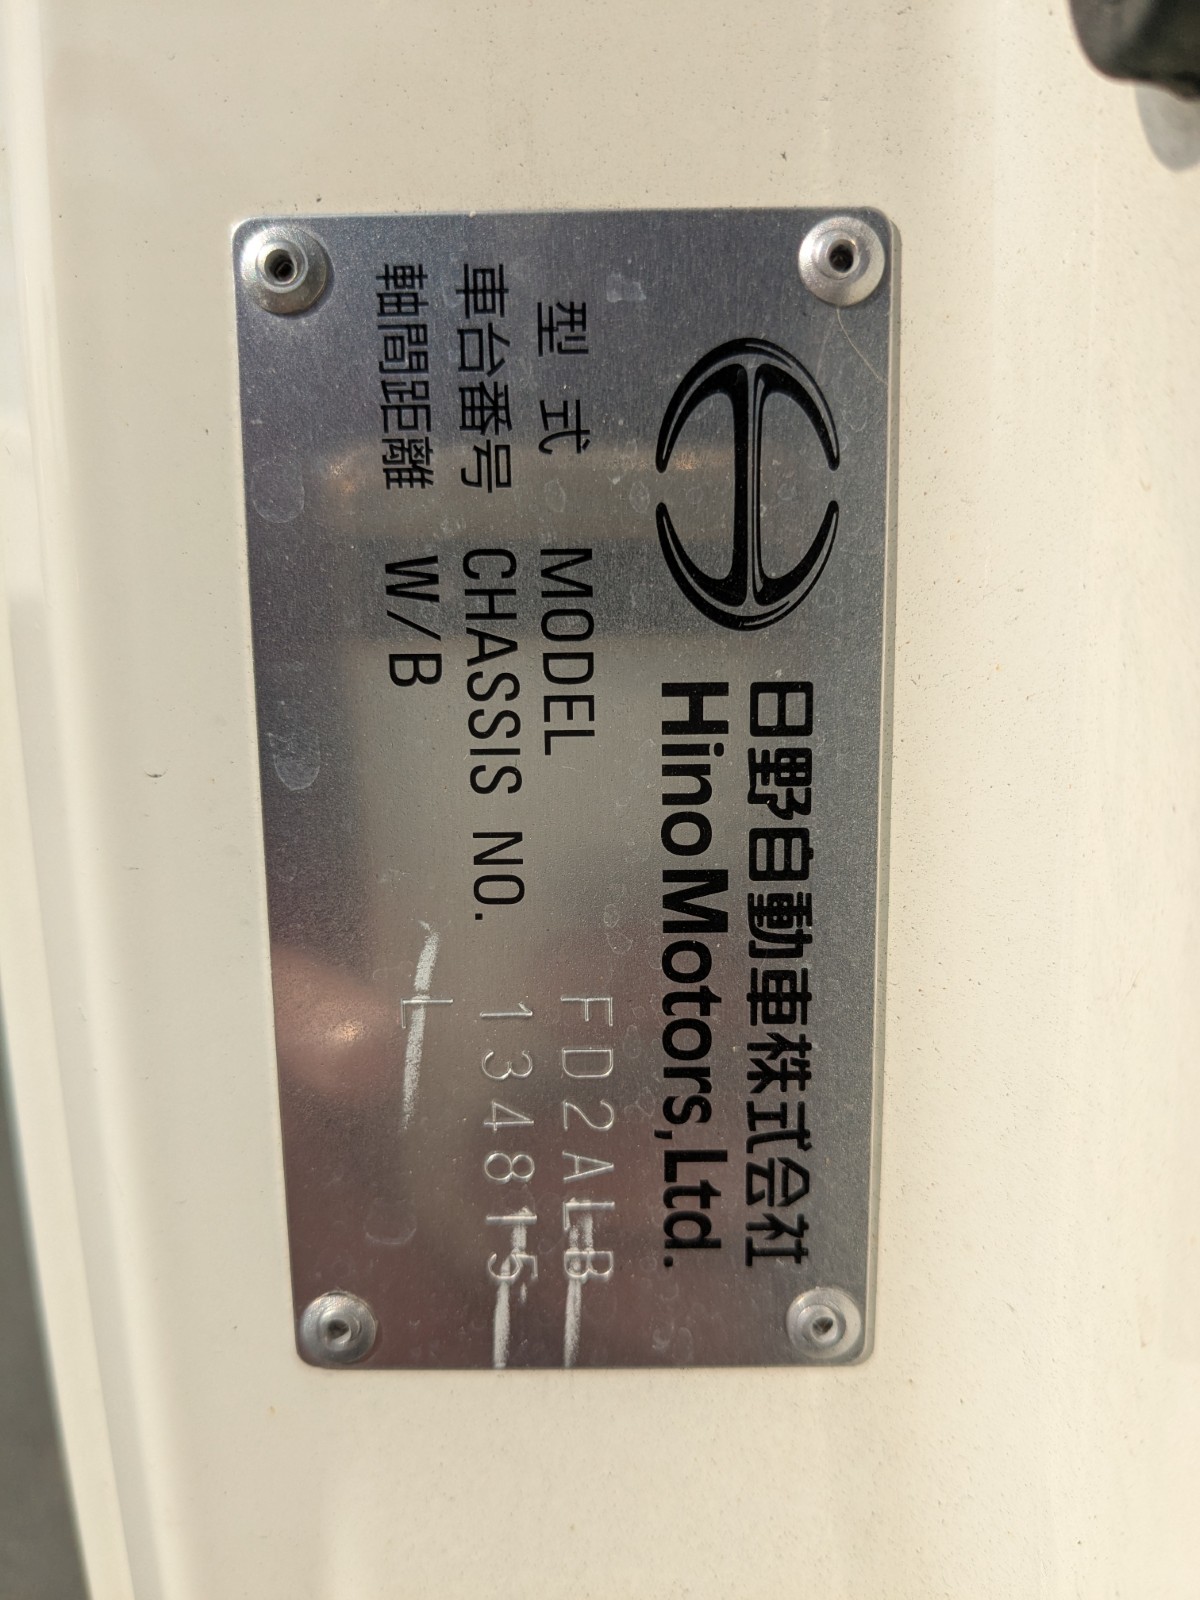 日野自動車株式会社
Hino Motors, Ltd.
型式 MODEL FD2ALB
車台番号 CHASSIS NO. 134815
軸間距離 W/B L